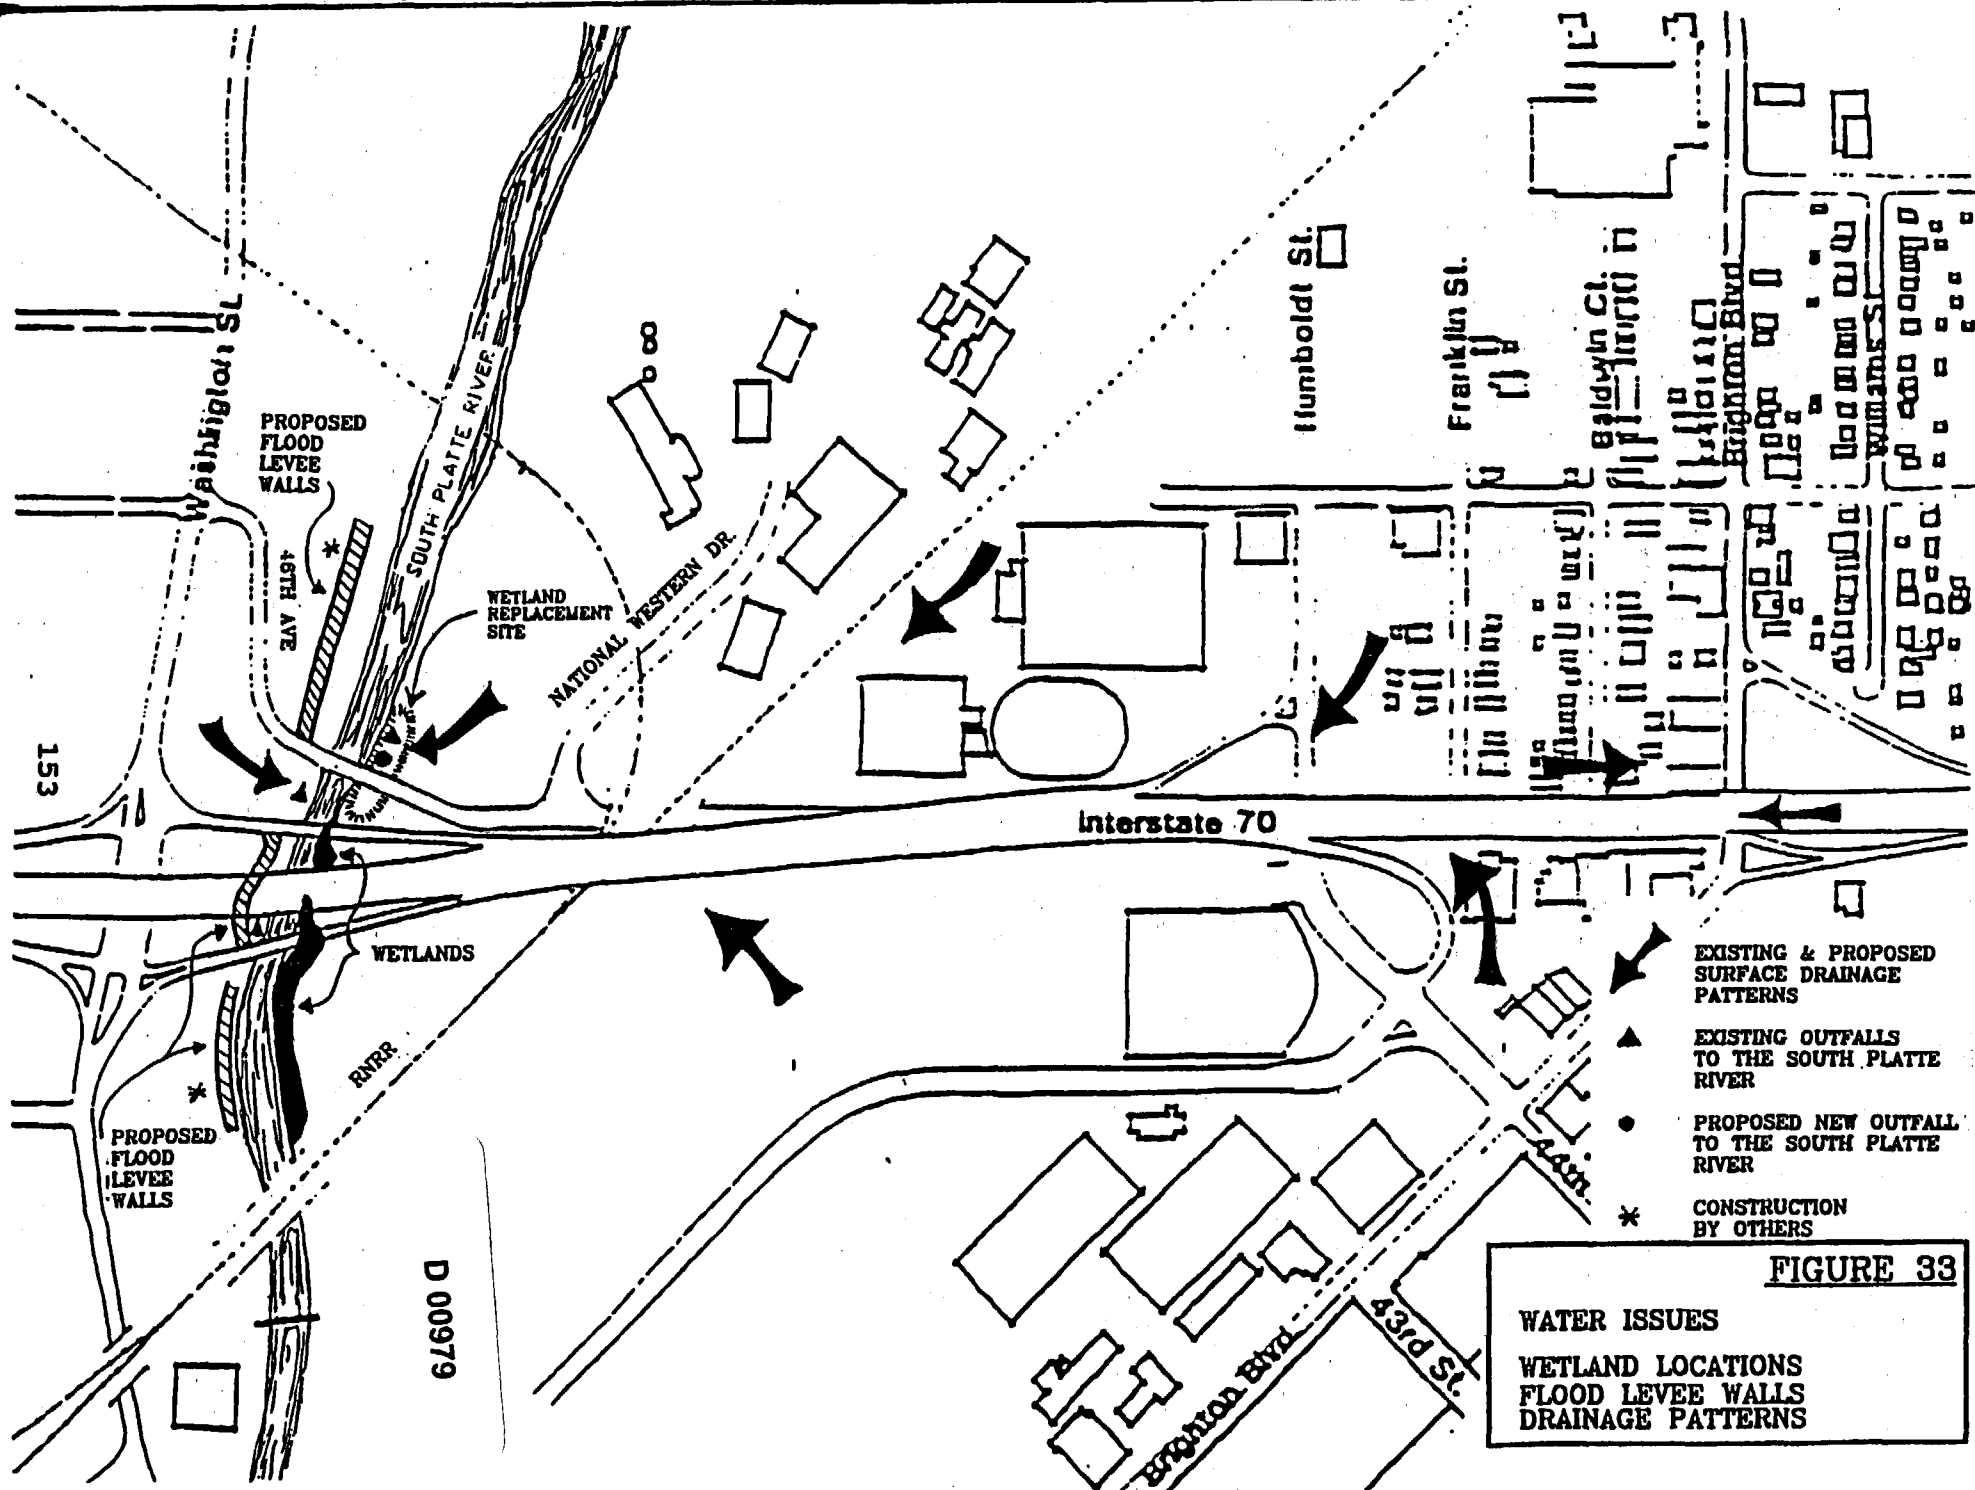 Washington St.
SOUTH PLATTE RIVER
PROPOSED
FLOOD
LEVEE
WALLS
*
46TH AVE
WETLAND
REPLACEMENT
SITE
NATIONAL WESTERN DR.
Humboldt St.
Franklin St.
Baldwin Ct.
Brighton Blvd.
Williams St.
153
Interstate 70
WETLANDS
RNRR
*
PROPOSED
FLOOD
LEVEE
WALLS
D 00979
44th
43rd St.
Brighton Blvd.
EXISTING & PROPOSED
SURFACE DRAINAGE
PATTERNS
EXISTING OUTFALLS
TO THE SOUTH PLATTE
RIVER
PROPOSED NEW OUTFALL
TO THE SOUTH PLATTE
RIVER
* CONSTRUCTION
BY OTHERS
FIGURE 33
WATER ISSUES
WETLAND LOCATIONS
FLOOD LEVEE WALLS
DRAINAGE PATTERNS